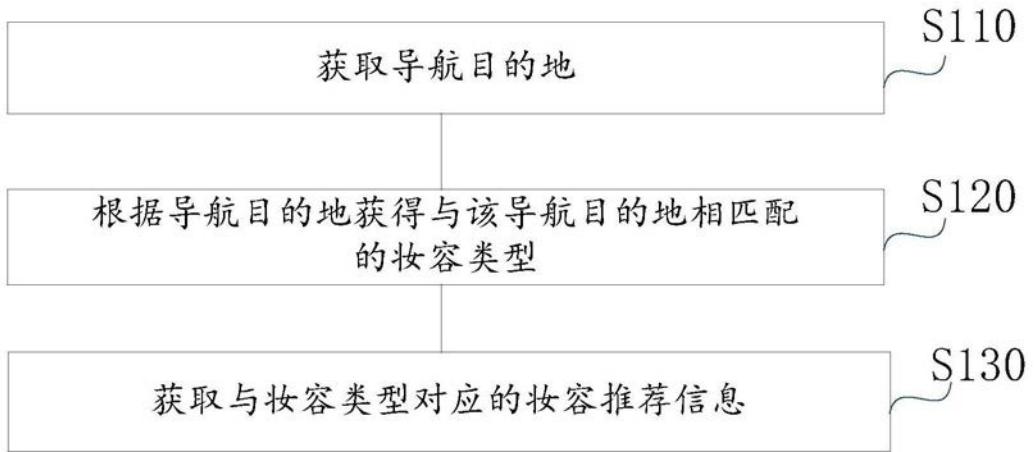 S110
获取导航目的地
S120
根据导航目的地获得与该导航目的地相匹配
的妆容类型
S130
获取与妆容类型对应的妆容推荐信息